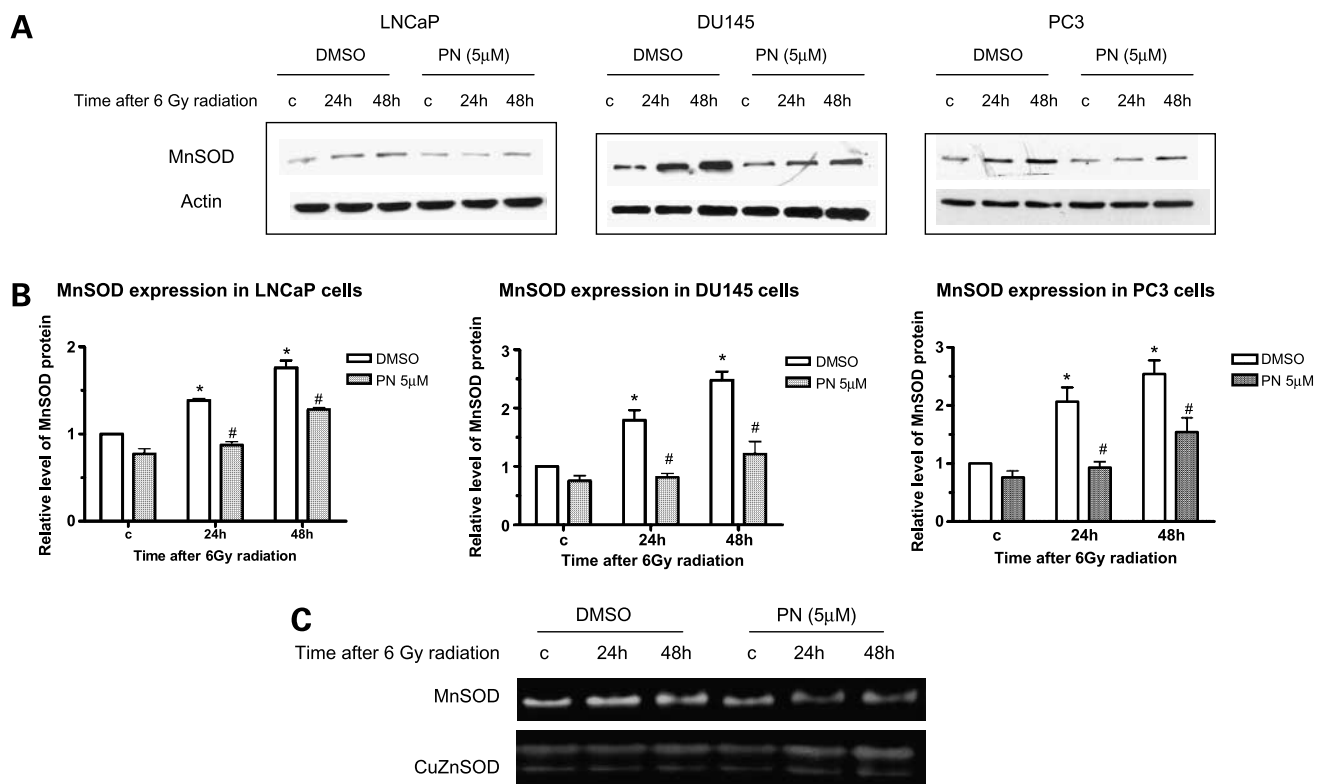 A
LNCaP DU145 PC3
DMSO PN (5μM) DMSO PN (5μM) DMSO PN (5μM)
Time after 6 Gy radiation c 24h 48h c 24h 48h c 24h 48h c 24h 48h c 24h 48h c 24h 48h
MnSOD
Actin
B
MnSOD expression in LNCaP cells
Relative level of MnSOD protein
2
1
0
* * # #
DMSO
PN 5μM
c 24h 48h
Time after 6Gy radiation
MnSOD expression in DU145 cells
Relative level of MnSOD protein
3
2
1
0
* * # #
DMSO
PN 5μM
c 24h 48h
Time after 6Gy radiation
MnSOD expression in PC3 cells
Relative level of MnSOD protein
3
2
1
0
* * # #
DMSO
PN 5μM
c 24h 48h
Time after 6Gy radiation
C
DMSO PN (5μM)
Time after 6 Gy radiation c 24h 48h c 24h 48h
MnSOD
CuZnSOD